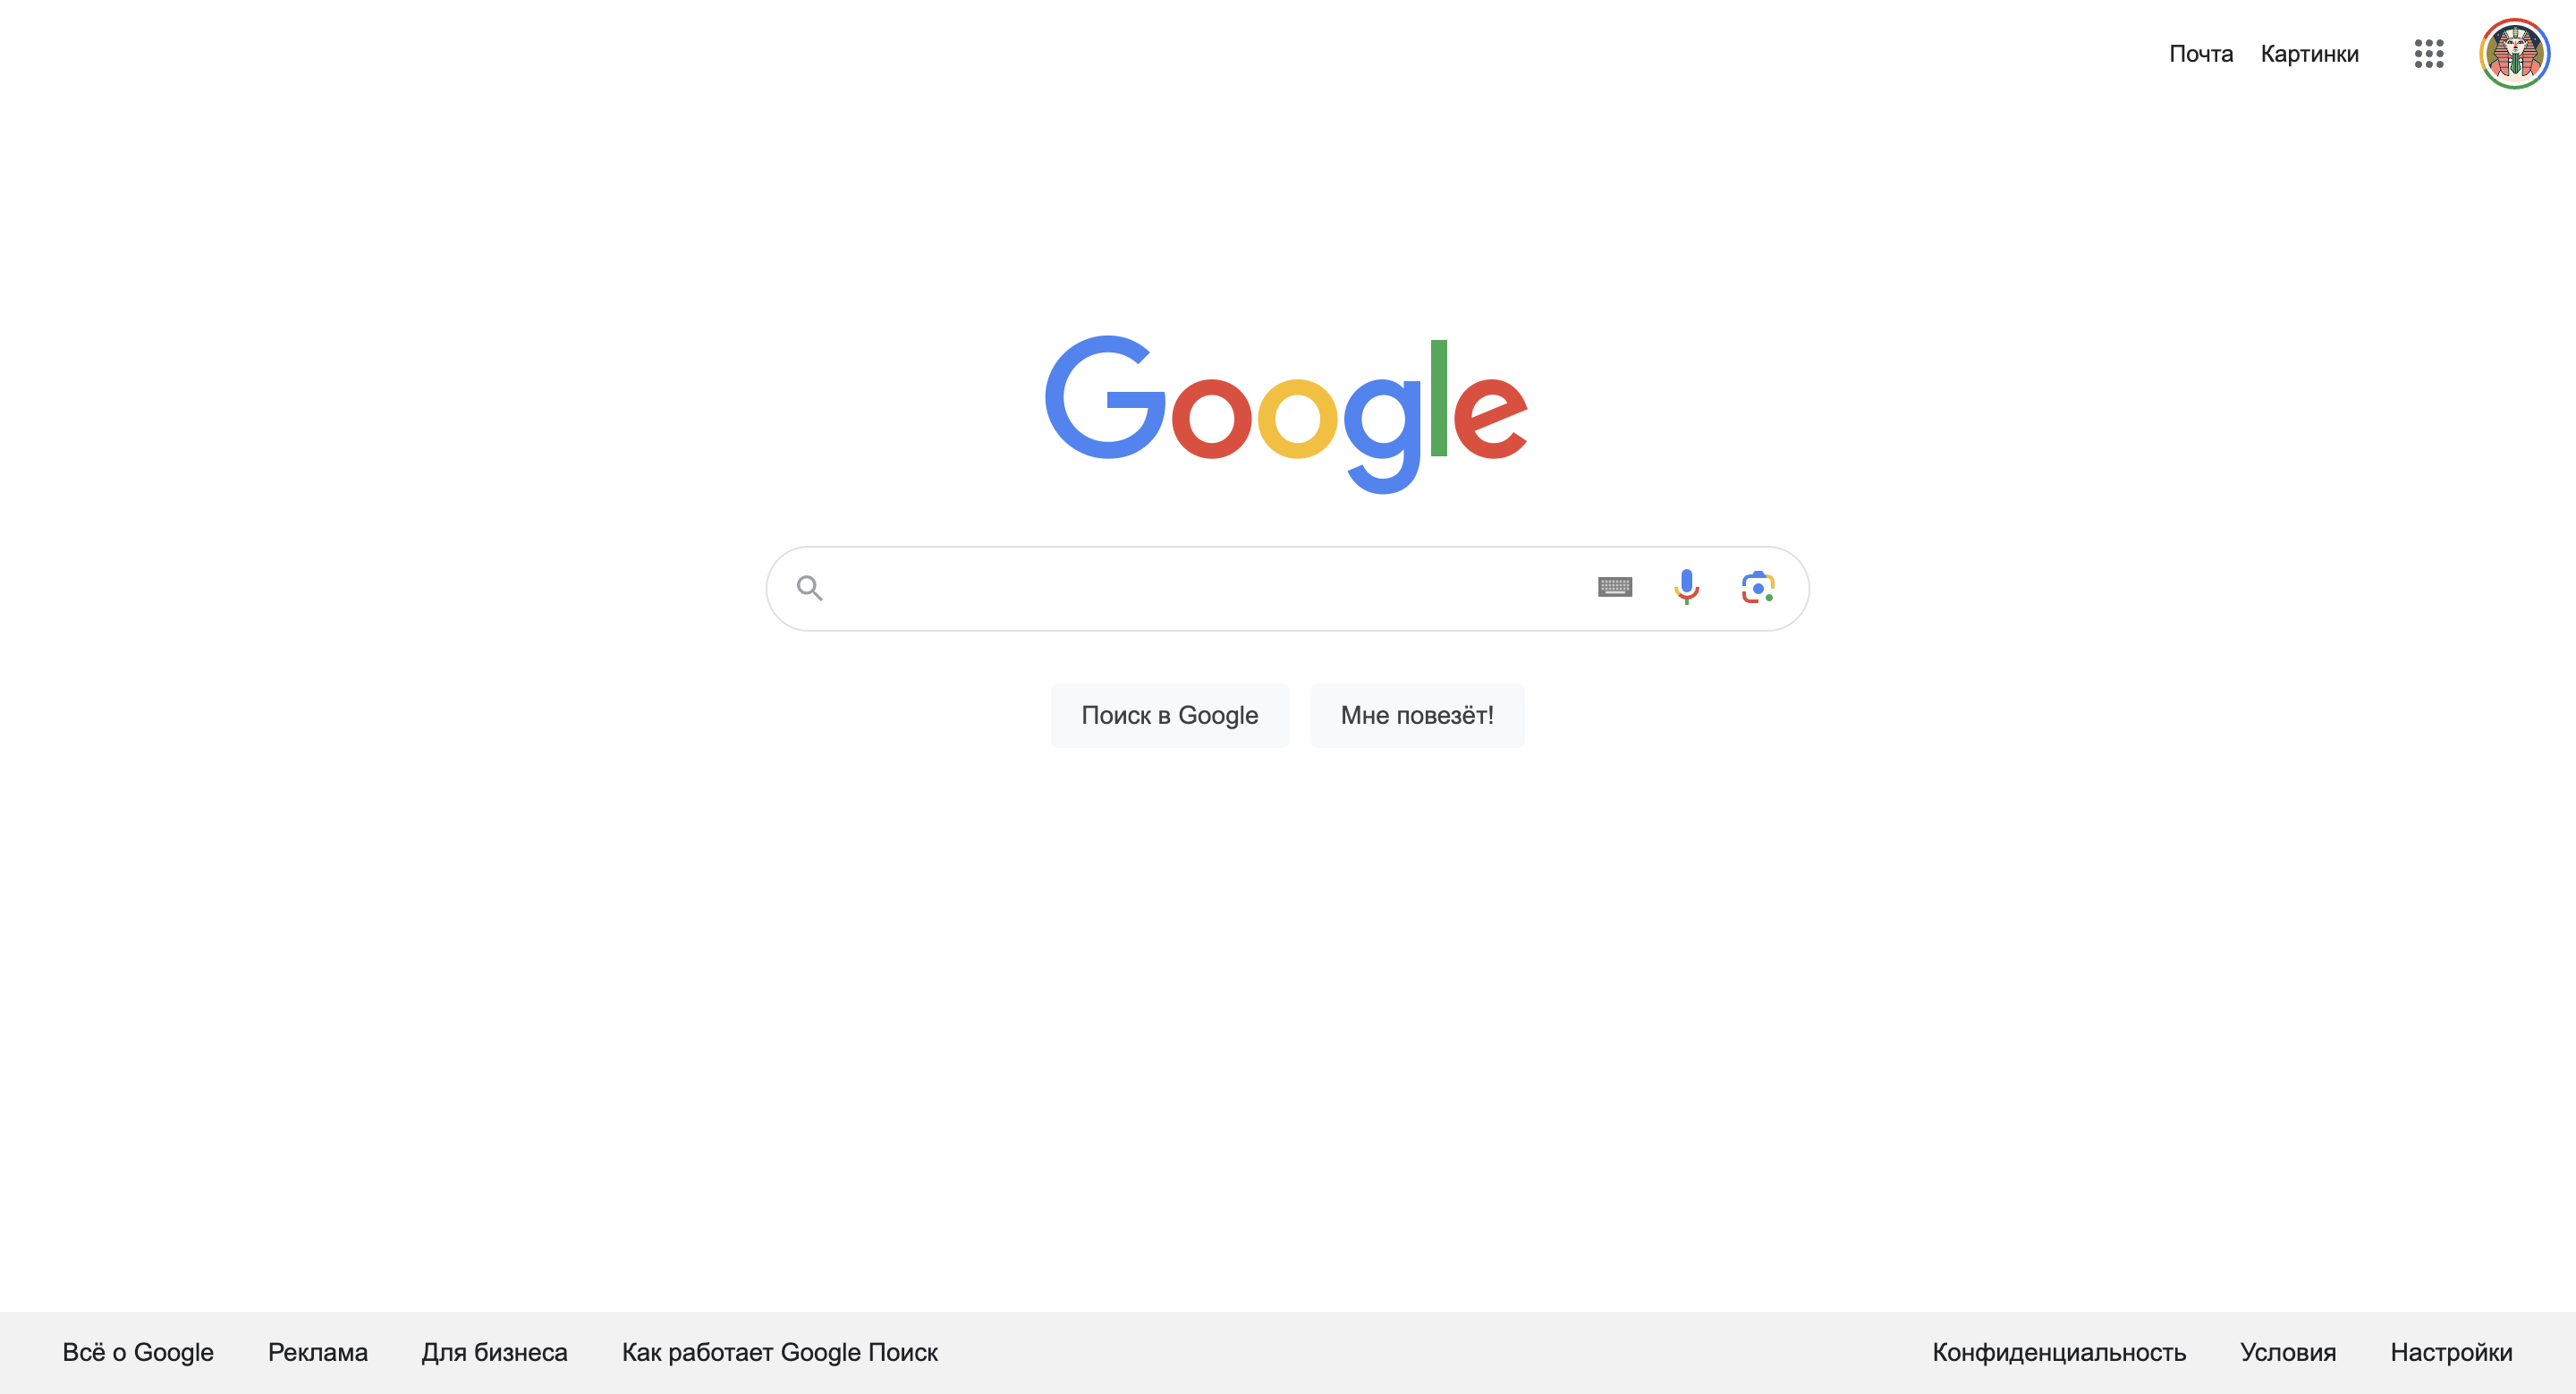 Почта Картинки
Google
Поиск в Google Мне повезёт!
Всё о Google Реклама Для бизнеса Как работает Google Поиск Конфиденциальность Условия Настройки